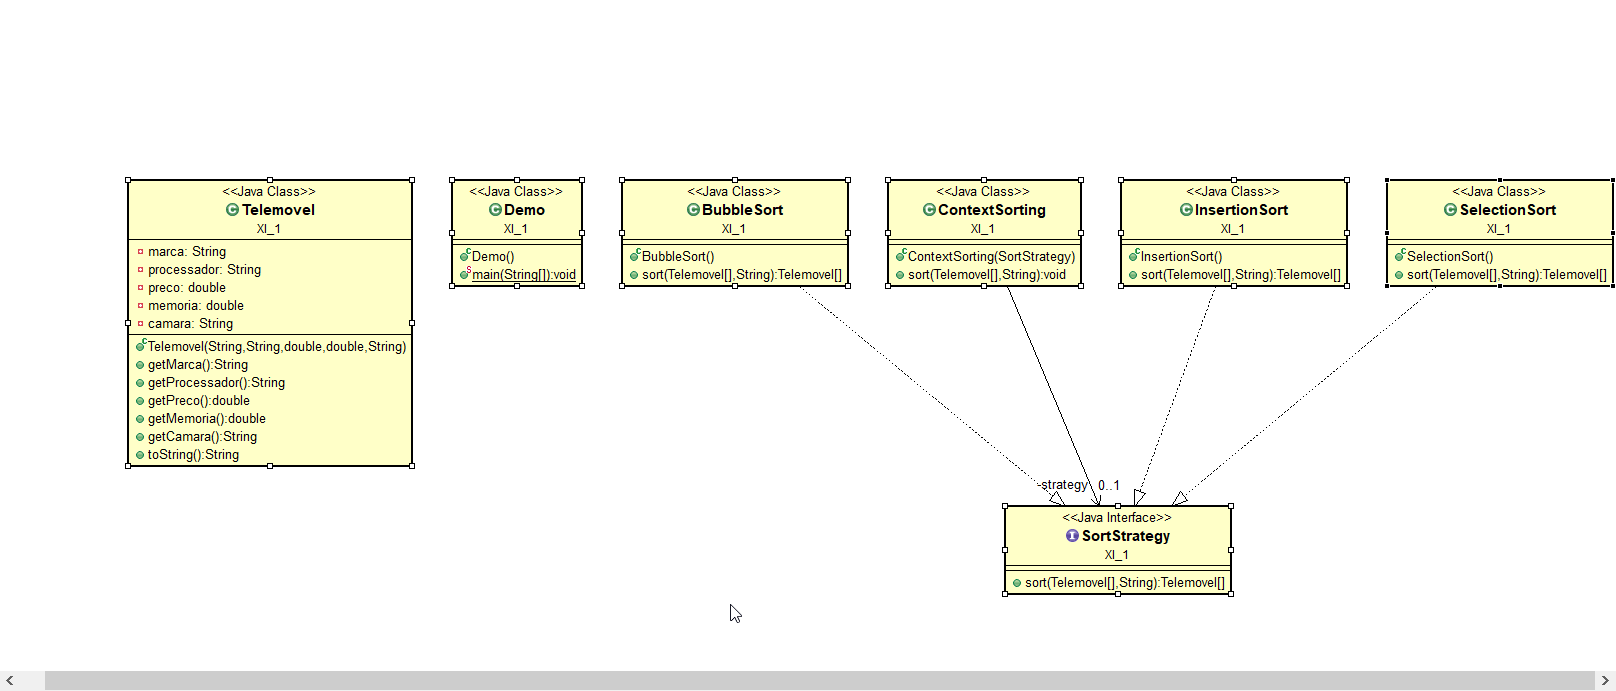 <<Java Class>>
Telemovel
XI_1
marca: String
processador: String
preco: double
memoria: double
camara: String
Telemovel(String,String,double,double,String)
getMarca():String
getProcessador():String
getPreco():double
getMemoria():double
getCamara():String
toString():String
<<Java Class>>
Demo
XI_1
Demo()
main(String[]):void
<<Java Class>>
BubbleSort
XI_1
BubbleSort()
sort(Telemovel[],String):Telemovel[]
<<Java Class>>
ContextSorting
XI_1
ContextSorting(SortStrategy)
sort(Telemovel[],String):void
<<Java Class>>
InsertionSort
XI_1
InsertionSort()
sort(Telemovel[],String):Telemovel[]
<<Java Class>>
SelectionSort
XI_1
SelectionSort()
sort(Telemovel[],String):Telemovel[]
-strategy 0..1
<<Java Interface>>
SortStrategy
XI_1
sort(Telemovel[],String):Telemovel[]